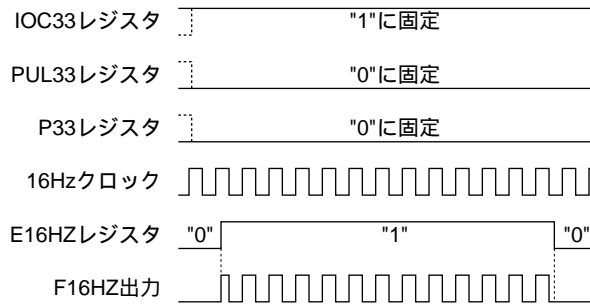 IOC33レジスタ "1"に固定
PUL33レジスタ "0"に固定
P33レジスタ "0"に固定
16Hzクロック
E16HZレジスタ "0" "1" "0"
F16HZ出力